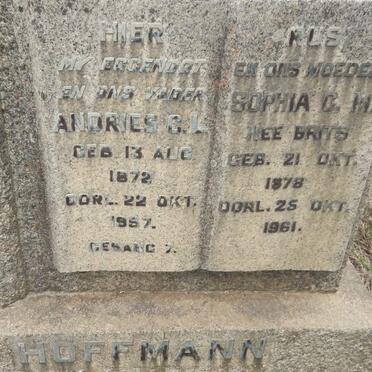 HIER
MY EGGENOOT
EN ONS VADER
ANDRIES C.L.
GEB. 13 AUG.
1872
OORL. 22 OKT.
1957.
GESANG 7.
RUS
EN ONS MOEDER
SOPHIA C. M.
NEE BRITS
GEB. 21 OKT.
1878
OORL. 25 OKT.
1961.
HOFFMANN